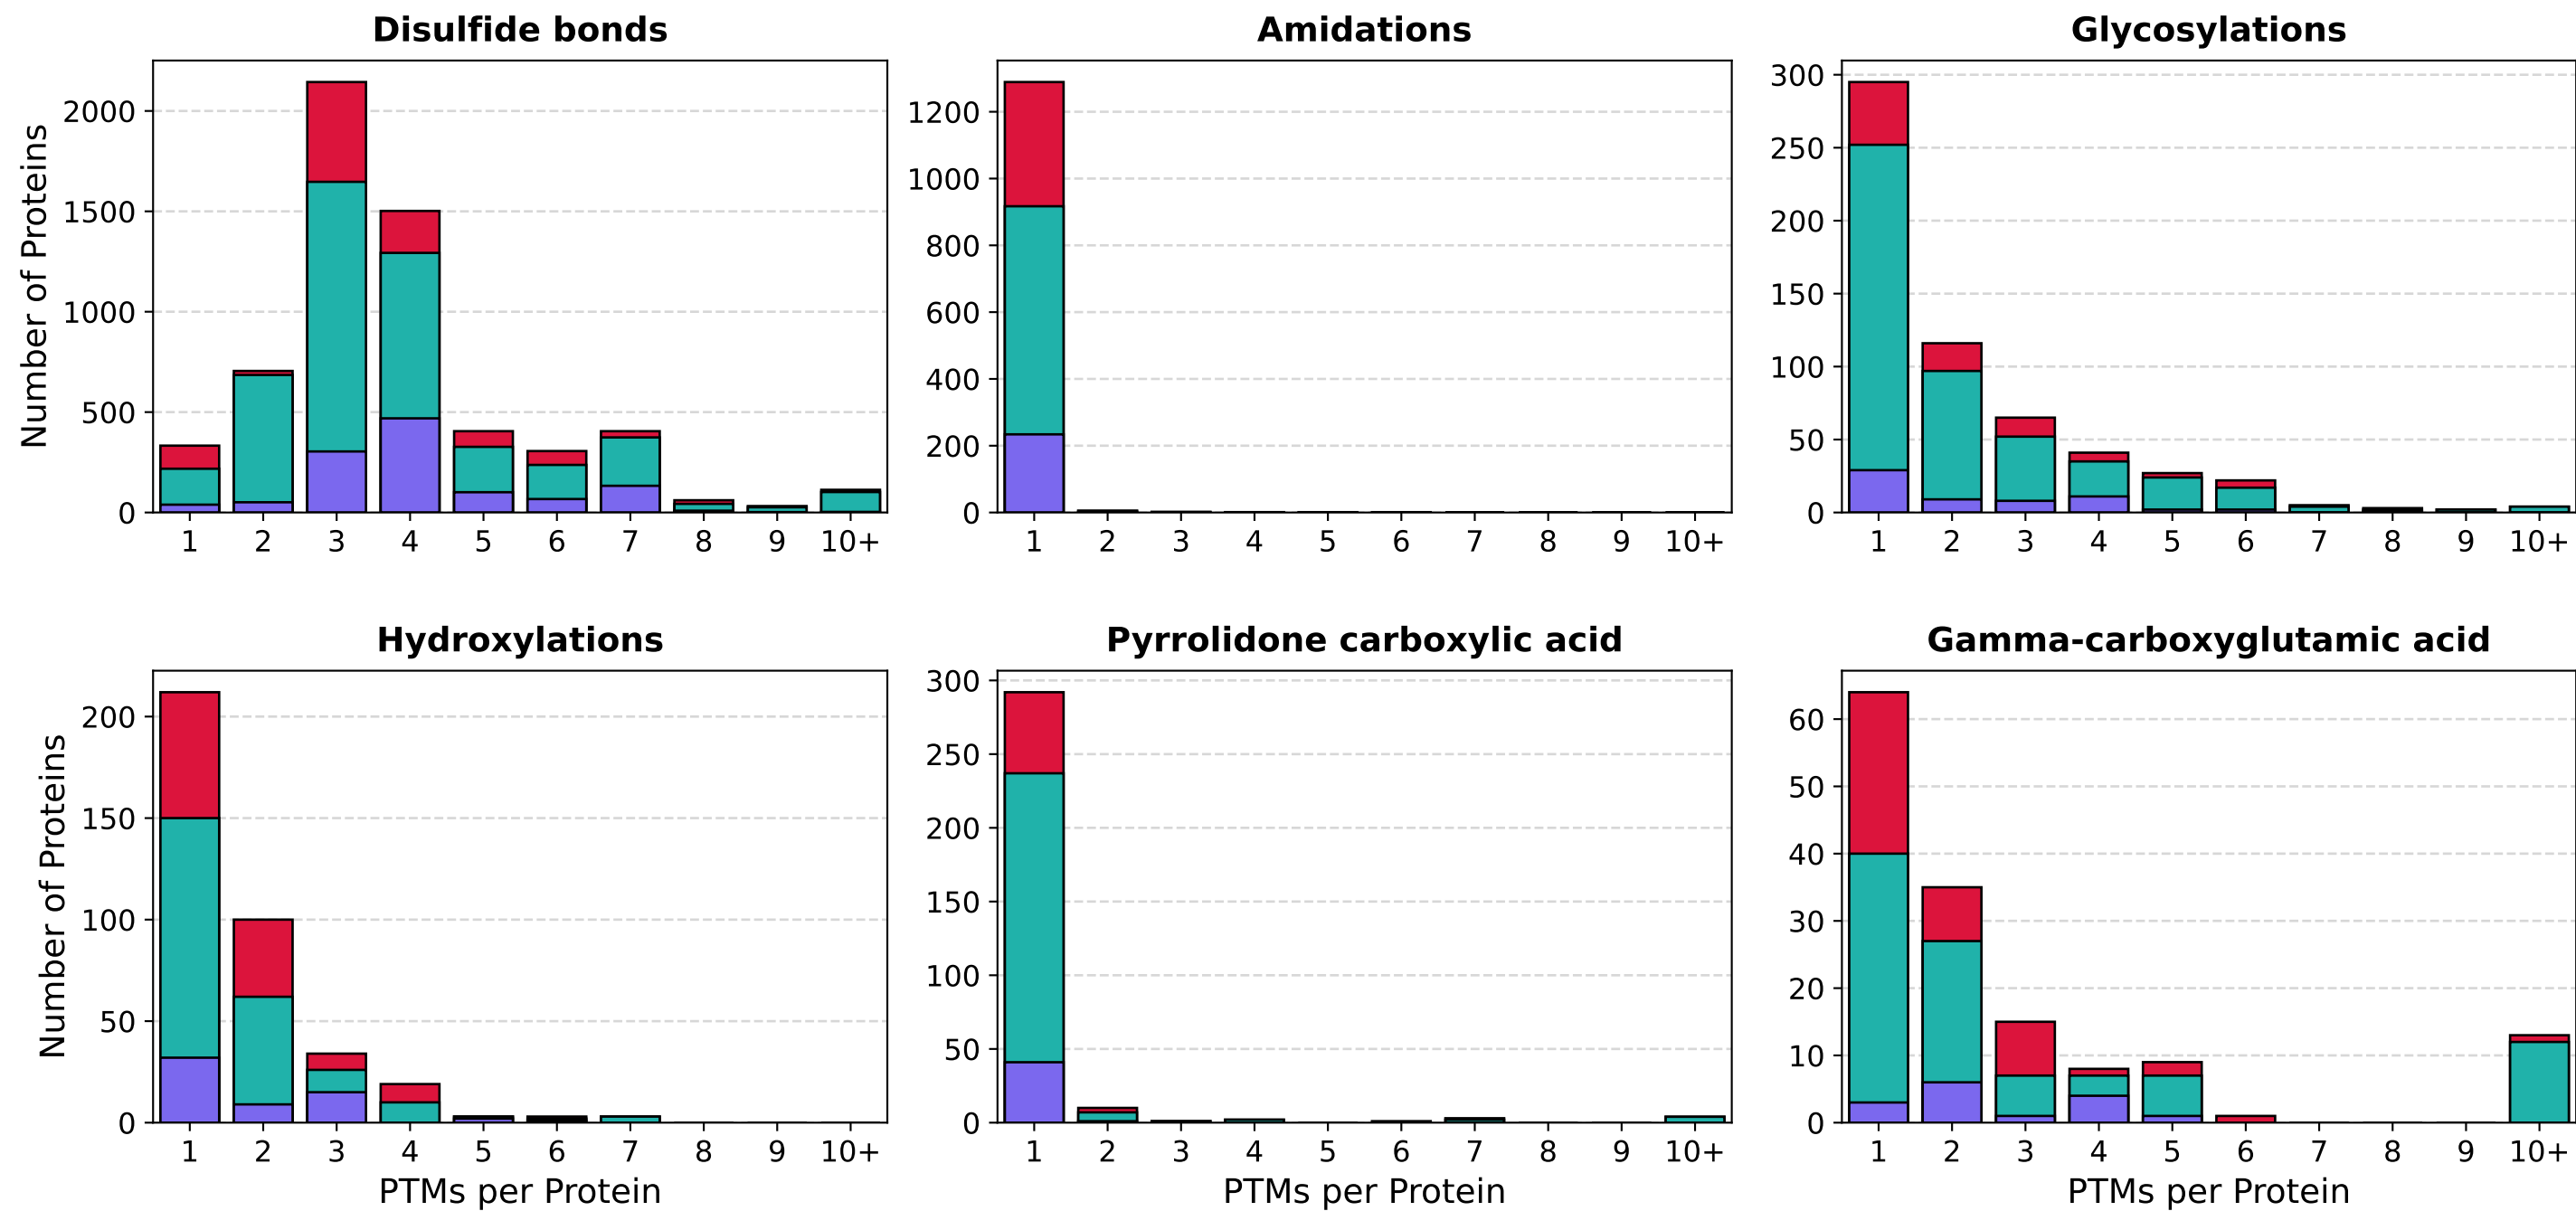 Disulfide bonds
Number of Proteins
2000
1500
1000
500
0
1 2 3 4 5 6 7 8 9 10+
Amidations
1200
1000
800
600
400
200
0
1 2 3 4 5 6 7 8 9 10+
Glycosylations
300
250
200
150
100
50
0
1 2 3 4 5 6 7 8 9 10+
Hydroxylations
Number of Proteins
200
150
100
50
0
1 2 3 4 5 6 7 8 9 10+
PTMs per Protein
Pyrrolidone carboxylic acid
300
250
200
150
100
50
0
1 2 3 4 5 6 7 8 9 10+
PTMs per Protein
Gamma-carboxyglutamic acid
60
50
40
30
20
10
0
1 2 3 4 5 6 7 8 9 10+
PTMs per Protein